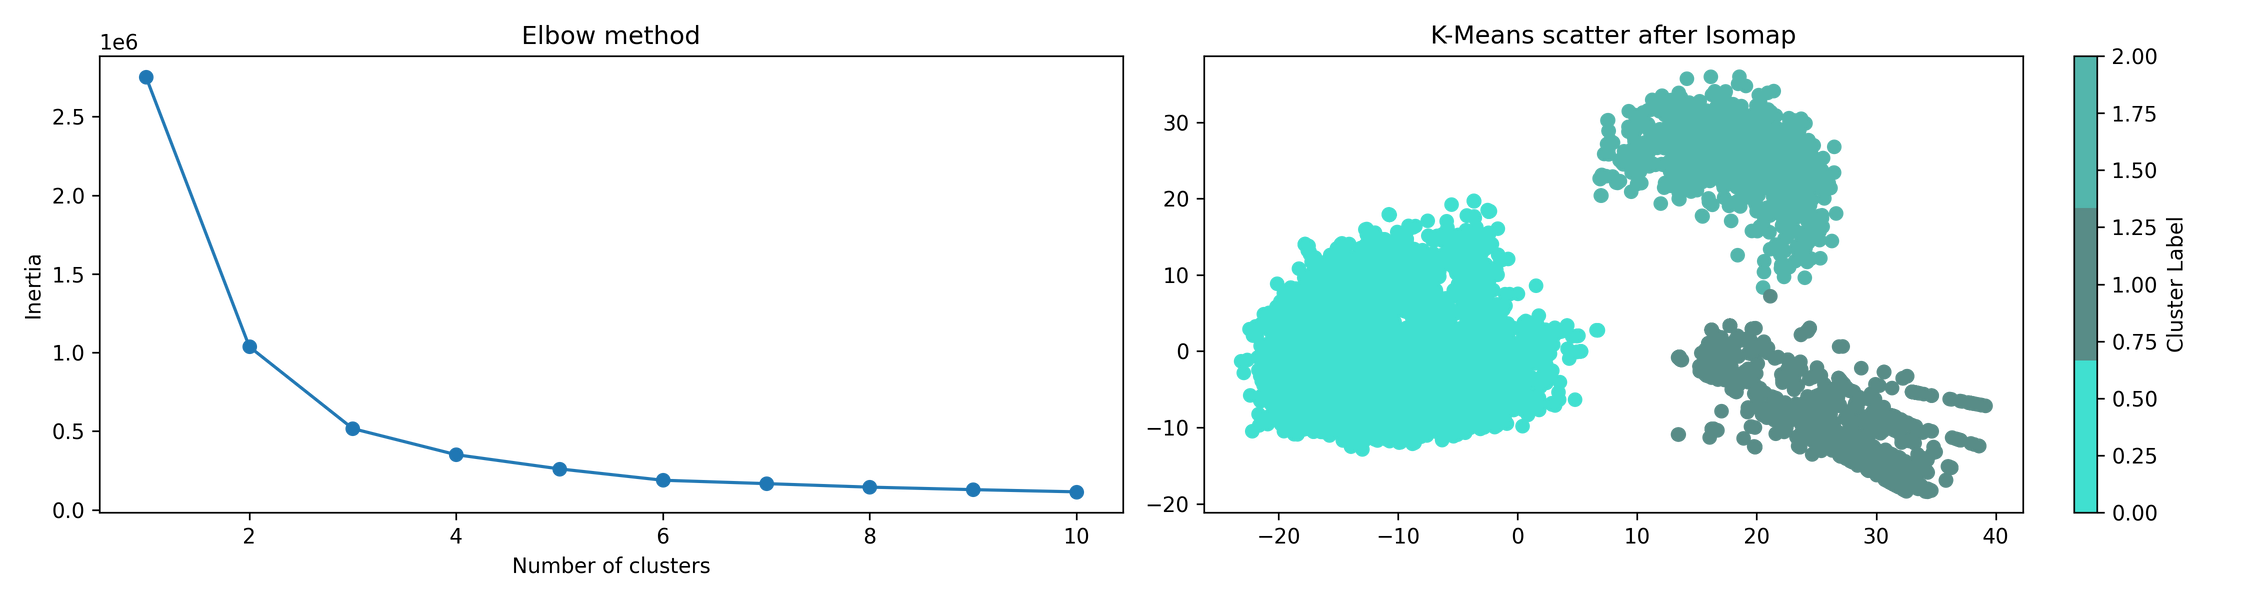 Elbow method
1e6
2.5
2.0
1.5
1.0
0.5
0.0
Inertia
2 4 6 8 10
Number of clusters
K-Means scatter after Isomap
30
20
10
0
−10
−20
−20 −10 0 10 20 30 40
2.00
1.75
1.50
1.25
1.00
0.75
0.50
0.25
0.00
Cluster Label